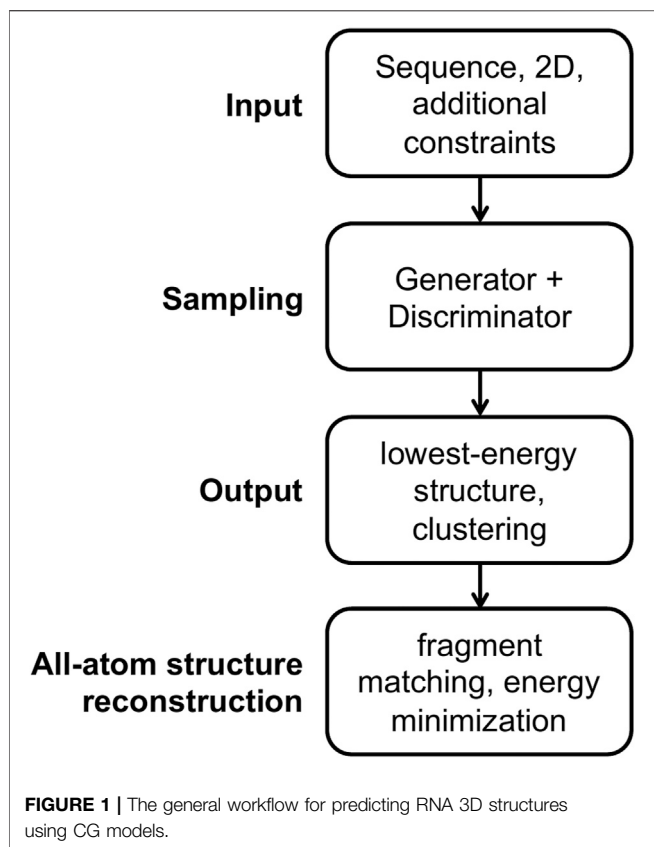 Input
Sequence, 2D,
additional
constraints
Sampling
Generator +
Discriminator
Output
lowest-energy
structure,
clustering
All-atom structure
reconstruction
fragment
matching, energy
minimization
FIGURE 1 | The general workflow for predicting RNA 3D structures
using CG models.